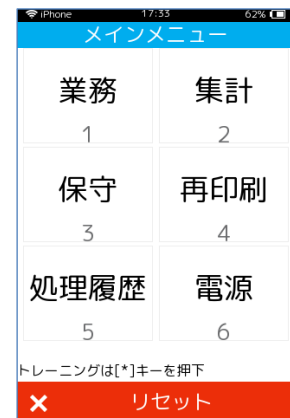 iPhone 17:33 62%
メインメニュー
業務 集計
1 2
保守 再印刷
3 4
処理履歴 電源
5 6
トレーニングは[*]キーを押下
× リセット